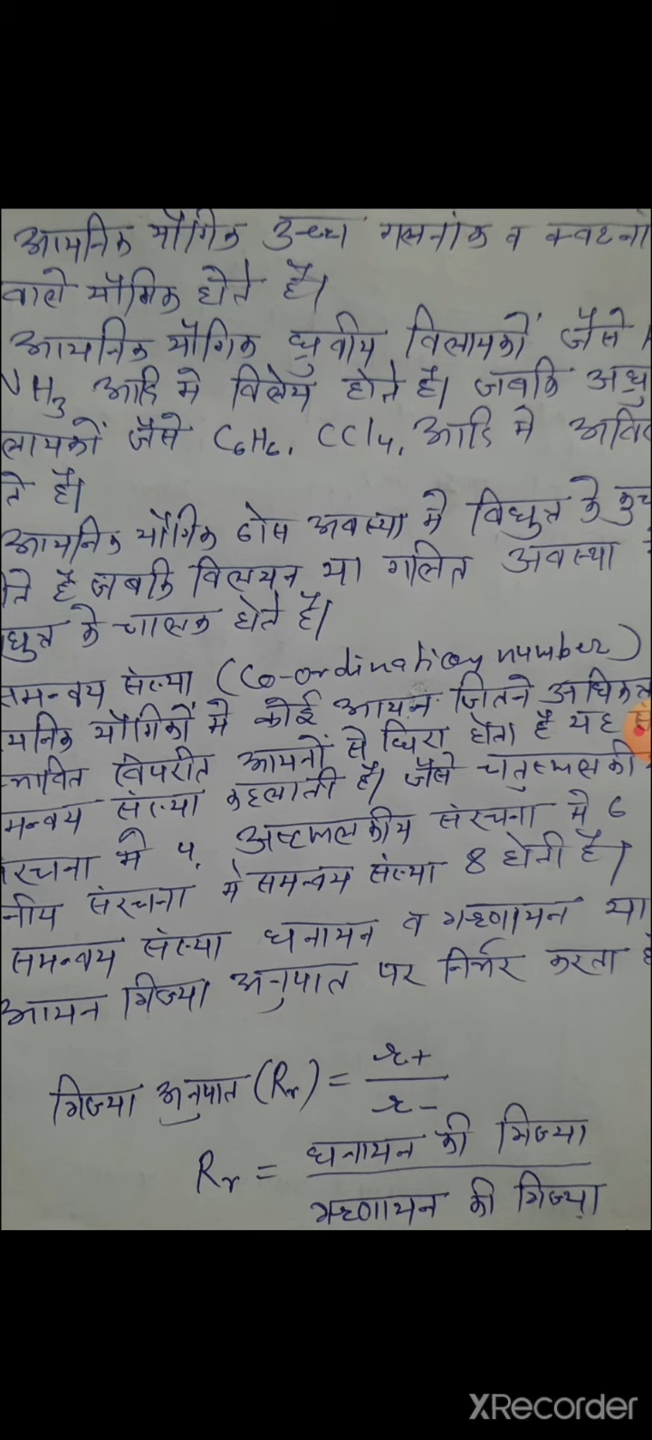 आयनिक यौगिक उच्च गलनांक व क्वटना
वाले यौगिक होते हैं।
आयनिक यौगिक ध्रुवीय विलायकों जैसे
NH3 आदि मे विलेय होते है। जबकि अध्रु
लायकों जैसे C6H6, CCl4, आदि मे अवि
ते है।
आयनिक यौगिक ठोस अवस्था मे विधुत के कुच
ते है जबकि विलयन या गलित अवस्था
धुत के चालक होते है।
समन्वय संख्या (Co-ordination number)
यनिक यौगिकों मे कोई आयन जितने अधिकत
विपरीत आयनों से घिरा होता है यह
मन्वय संख्या कहलाती है। जैसे चतुष्फलकी
रचना मे 4, अष्टफलकीय संरचना मे 6
नीय संरचना मे समन्वय संख्या 8 होती है।
समन्वय संख्या धनायन व ऋणायन या
आयन त्रिज्या अनुपात पर निर्भर करता है
त्रिज्या अनुपात (Rr) = r+ / r-
Rr = धनायन की त्रिज्या / ऋणायन की त्रिज्या
XRecorder